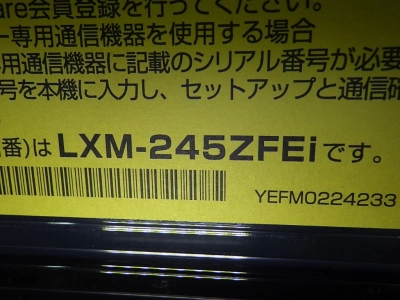 are会員登録を行ってください。
ー専用通信機器を使用する場合
用通信機器に記載のシリアル番号が必要
号を本機に入力し、セットアップと通信確
番)は LXM-245ZFEiです。
YEFM0224233